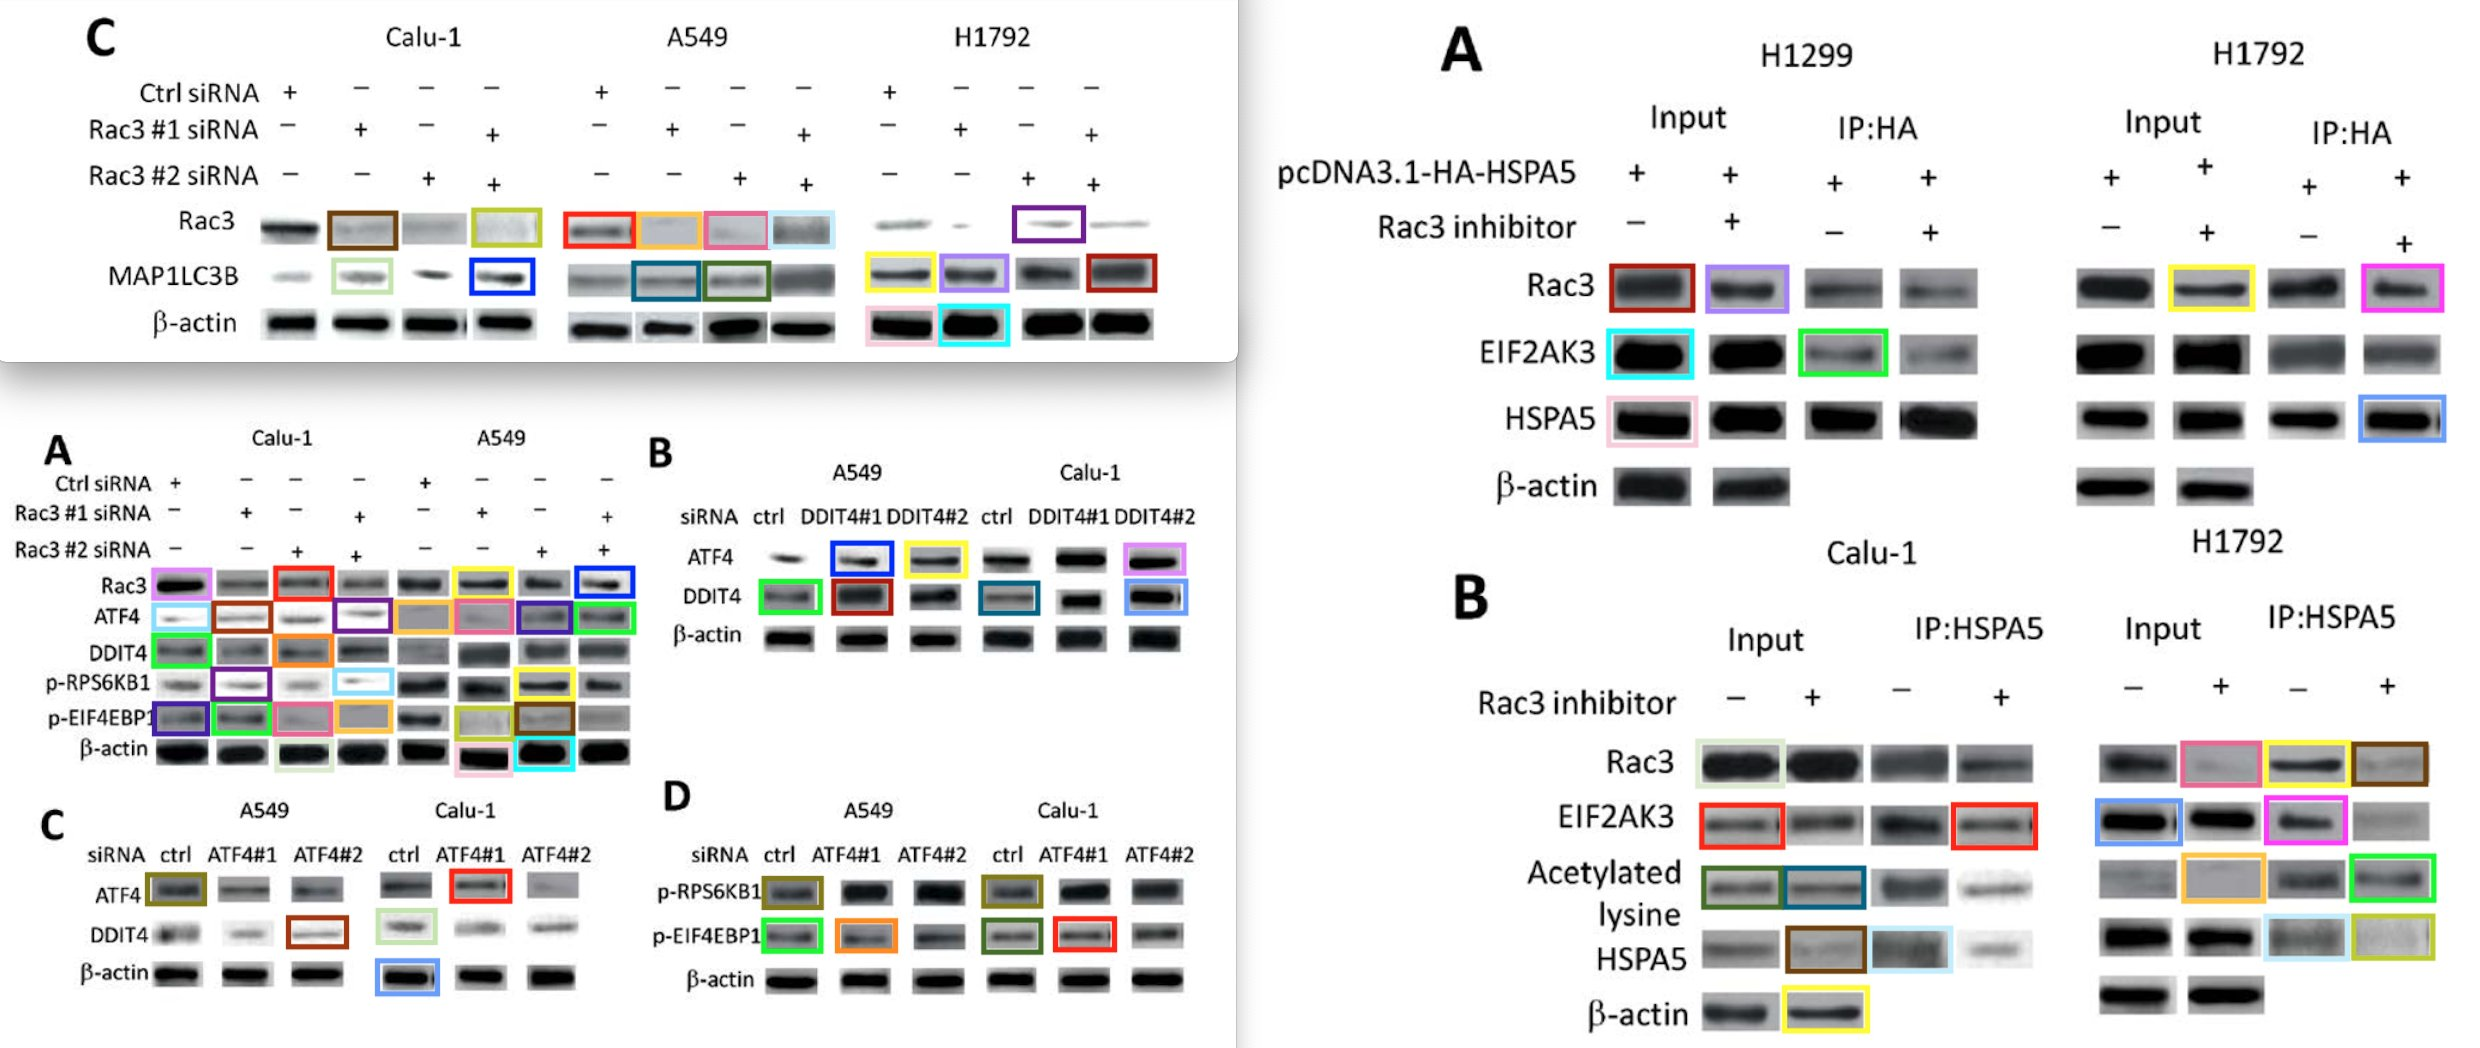 C
Calu-1 A549 H1792
Ctrl siRNA + − − − + − − − + − − −
Rac3 #1 siRNA − + − + − + − + − + − +
Rac3 #2 siRNA − − + + − − + + − − + +
Rac3
MAP1LC3B
β-actin
A
Calu-1 A549
Ctrl siRNA + − − − + − − −
Rac3 #1 siRNA − + − + − + − +
Rac3 #2 siRNA − − + + − − + +
Rac3
ATF4
DDIT4
p-RPS6KB1
p-EIF4EBP1
β-actin
B
A549 Calu-1
siRNA ctrl DDIT4#1 DDIT4#2 ctrl DDIT4#1 DDIT4#2
ATF4
DDIT4
β-actin
C
A549 Calu-1
siRNA ctrl ATF4#1 ATF4#2 ctrl ATF4#1 ATF4#2
ATF4
DDIT4
β-actin
D
A549 Calu-1
siRNA ctrl ATF4#1 ATF4#2 ctrl ATF4#1 ATF4#2
p-RPS6KB1
p-EIF4EBP1
β-actin
A
H1299 H1792
Input IP:HA Input IP:HA
pcDNA3.1-HA-HSPA5 + + + + + + + +
Rac3 inhibitor − + − + − + − +
Rac3
EIF2AK3
HSPA5
β-actin
B
Calu-1 H1792
Input IP:HSPA5 Input IP:HSPA5
Rac3 inhibitor − + − + − + − +
Rac3
EIF2AK3
Acetylated
lysine
HSPA5
β-actin